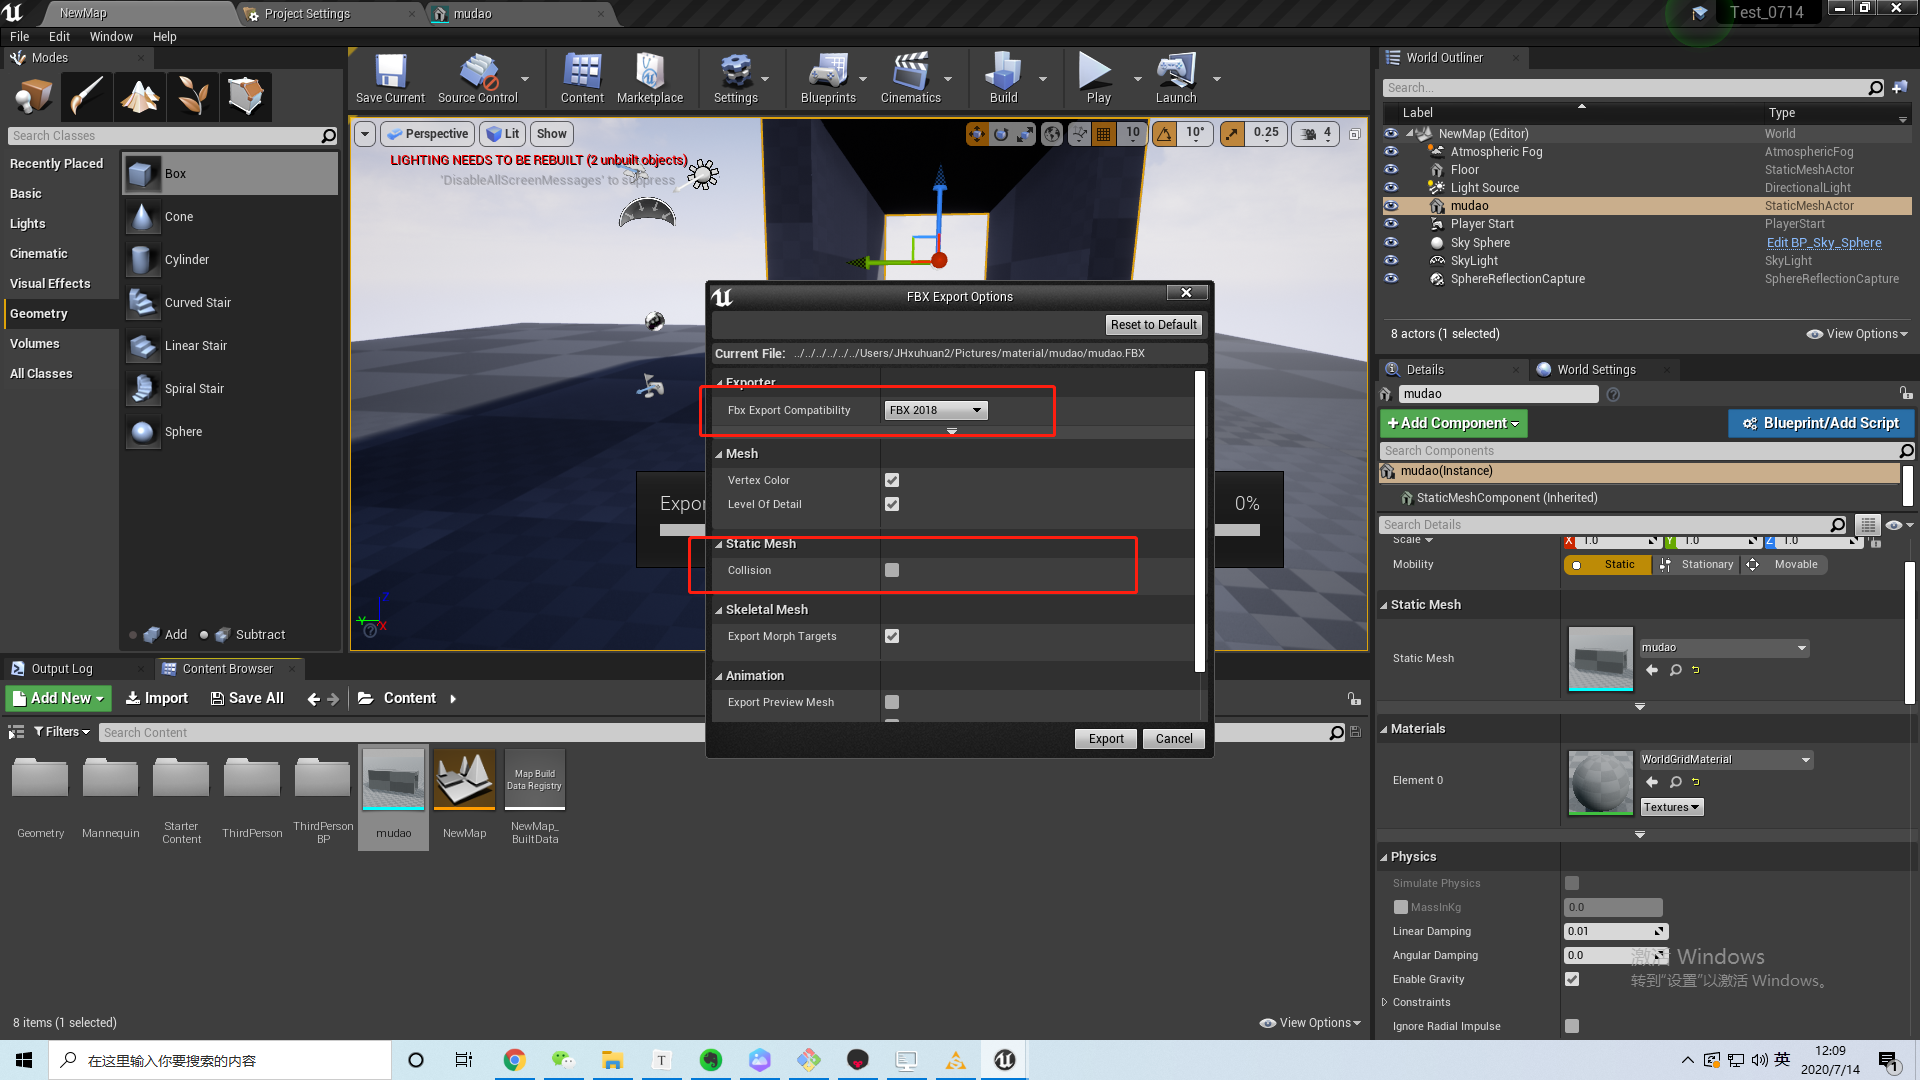 NewMap
Project Settings
mudao
Test_0714
File Edit Window Help
Modes
Search Classes
Recently Placed
Basic
Lights
Cinematic
Visual Effects
Geometry
Volumes
All Classes
Box
Cone
Cylinder
Curved Stair
Linear Stair
Spiral Stair
Sphere
Add Subtract
Save Current
Source Control
Content
Marketplace
Settings
Blueprints
Cinematics
Build
Play
Launch
Perspective Lit Show
10 10° 0.25 4
LIGHTING NEEDS TO BE REBUILT (2 unbuilt objects)
'DisableAllScreenMessages' to suppress
Z
Y X
Expor
0%
FBX Export Options
Reset to Default
Current File: ../../../../../../Users/JHxuhuan2/Pictures/material/mudao/mudao.FBX
Exporter
Fbx Export Compatibility FBX 2018
Mesh
Vertex Color
Level Of Detail
Static Mesh
Collision
Skeletal Mesh
Export Morph Targets
Animation
Export Preview Mesh
Export Cancel
World Outliner
Search...
Label Type
NewMap (Editor) World
Atmospheric Fog AtmosphericFog
Floor StaticMeshActor
Light Source DirectionalLight
mudao StaticMeshActor
Player Start PlayerStart
Sky Sphere Edit BP_Sky_Sphere
SkyLight SkyLight
SphereReflectionCapture SphereReflectionCapture
8 actors (1 selected)
View Options
Details
World Settings
mudao
Add Component
Blueprint/Add Script
Search Components
mudao(Instance)
StaticMeshComponent (Inherited)
Search Details
Scale X 1.0 Y 1.0 Z 1.0
Mobility Static Stationary Movable
Static Mesh
Static Mesh mudao
Materials
Element 0 WorldGridMaterial
Textures
Physics
Simulate Physics
MassInKg 0.0
Linear Damping 0.01
Angular Damping 0.0
Enable Gravity
Constraints
Ignore Radial Impulse
激活 Windows
转到“设置”以激活 Windows。
Output Log
Content Browser
Add New Import Save All Content
Filters Search Content
Geometry
Mannequin
Starter
Content
ThirdPerson
ThirdPerson
BP
mudao
NewMap
Map Build
Data Registry
NewMap_
BuiltData
8 items (1 selected)
View Options
在这里输入你要搜索的内容
T
英
12:09
2020/7/14
1